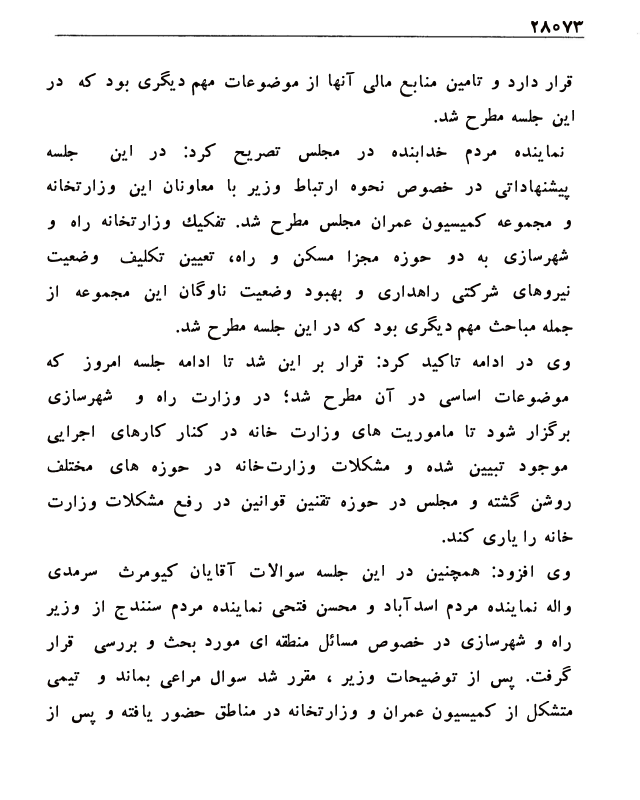 ۲۸۰۷۳
قرار دارد و تامین منابع مالی آنها از موضوعات مهم دیگری بود که در
این جلسه مطرح شد.
نماینده مردم خدابنده در مجلس تصریح کرد: در این جلسه
پیشنهاداتی در خصوص نحوه ارتباط وزیر با معاونان این وزارتخانه
و مجموعه کمیسیون عمران مجلس مطرح شد. تفکیك وزارتخانه راه و
شهرسازی به دو حوزه مجزا مسکن و راه، تعیین تکلیف وضعیت
نیروهای شرکتی راهداری و بهبود وضعیت ناوگان این مجموعه از
جمله مباحث مهم دیگری بود که در این جلسه مطرح شد.
وی در ادامه تاکید کرد: قرار بر این شد تا ادامه جلسه امروز که
موضوعات اساسی در آن مطرح شد؛ در وزارت راه و شهرسازی
برگزار شود تا ماموریت های وزارت خانه در کنار کارهای اجرایی
موجود تبیین شده و مشکلات وزارت‌خانه در حوزه های مختلف
روشن گشته و مجلس در حوزه تقنین قوانین در رفع مشکلات وزارت
خانه را یاری کند.
وی افزود: همچنین در این جلسه سوالات آقایان کیومرث سرمدی
واله نماینده مردم اسدآباد و محسن فتحی نماینده مردم سنندج از وزیر
راه و شهرسازی در خصوص مسائل منطقه ای مورد بحث و بررسی قرار
گرفت. پس از توضیحات وزیر ، مقرر شد سوال مراعی بماند و تیمی
متشکل از کمیسیون عمران و وزارتخانه در مناطق حضور یافته و پس از